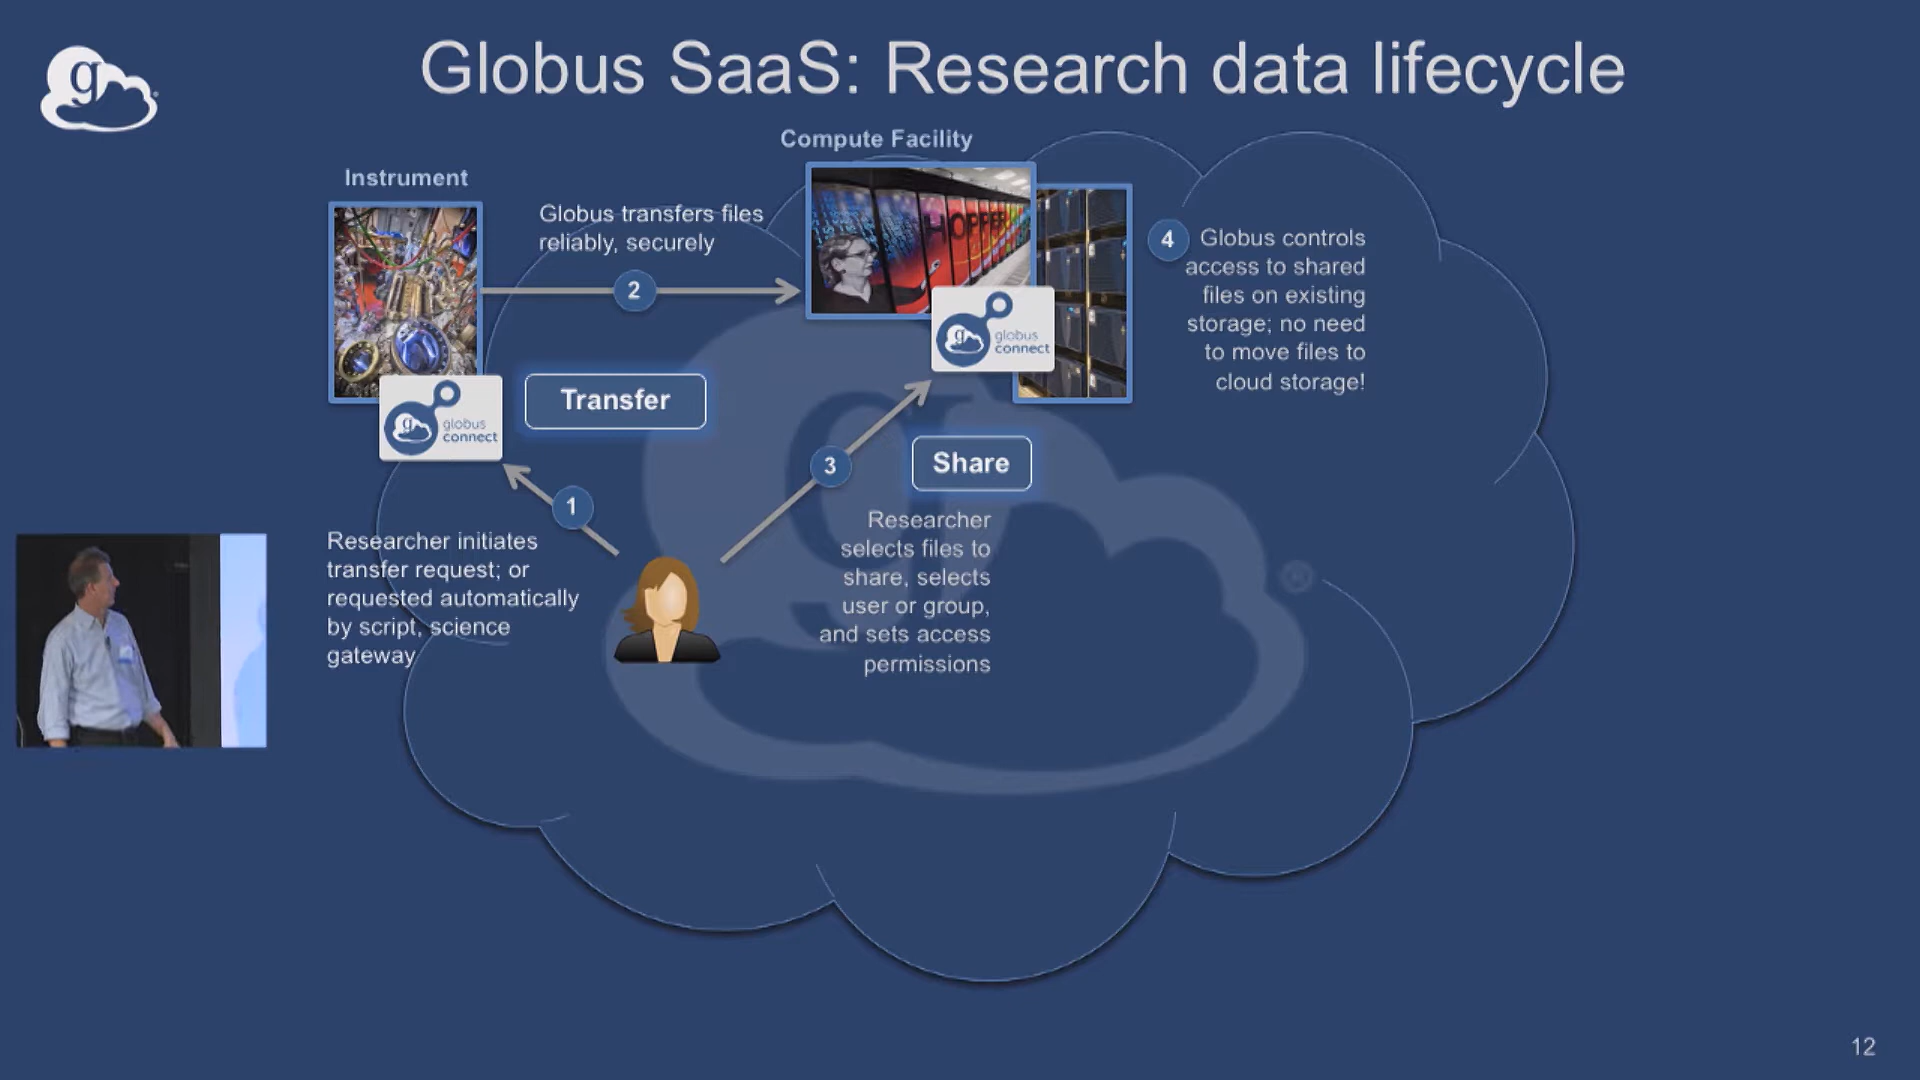 Globus SaaS: Research data lifecycle
g
Compute Facility
Instrument
Globus transfers files
reliably, securely
2
HOPPER
4
Globus controls
access to shared
files on existing
storage; no need
to move files to
cloud storage!
g
globus
connect
Transfer
g
globus
connect
3
Share
1
Researcher initiates
transfer request; or
requested automatically
by script, science
gateway
Researcher
selects files to
share, selects
user or group,
and sets access
permissions
g
®
12